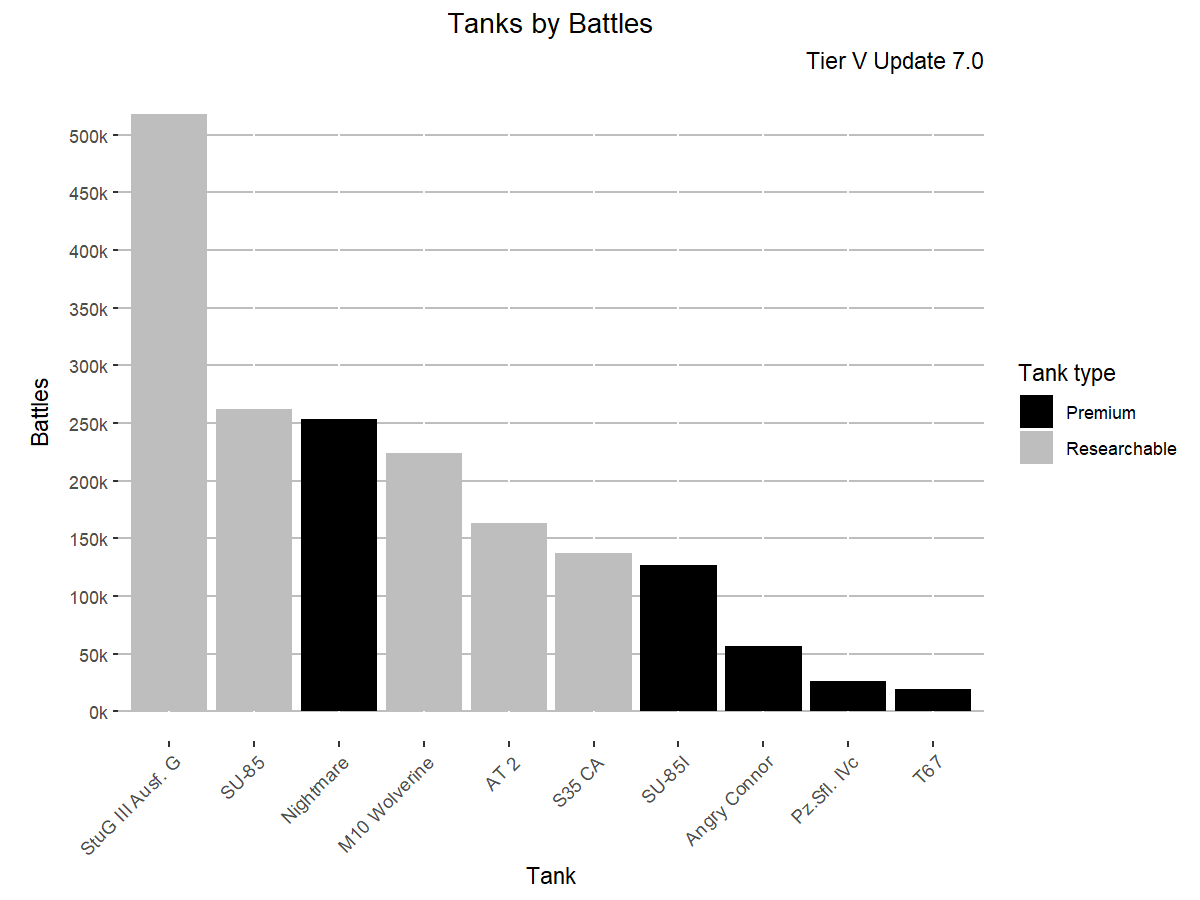 Tanks by Battles
Tier V Update 7.0
Battles
500k
450k
400k
350k
300k
250k
200k
150k
100k
50k
0k
StuG III Ausf. G
SU-85
Nightmare
M10 Wolverine
AT 2
S35 CA
SU-85I
Angry Connor
Pz.Sfl. IVc
T67
Tank
Tank type
Premium
Researchable